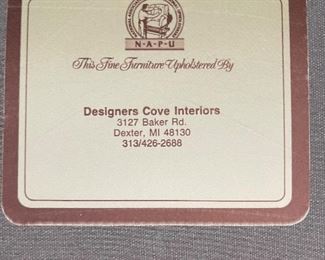 N·A·P·U
This Fine Furniture Upholstered By
Designers Cove Interiors
3127 Baker Rd.
Dexter, MI 48130
313/426-2688